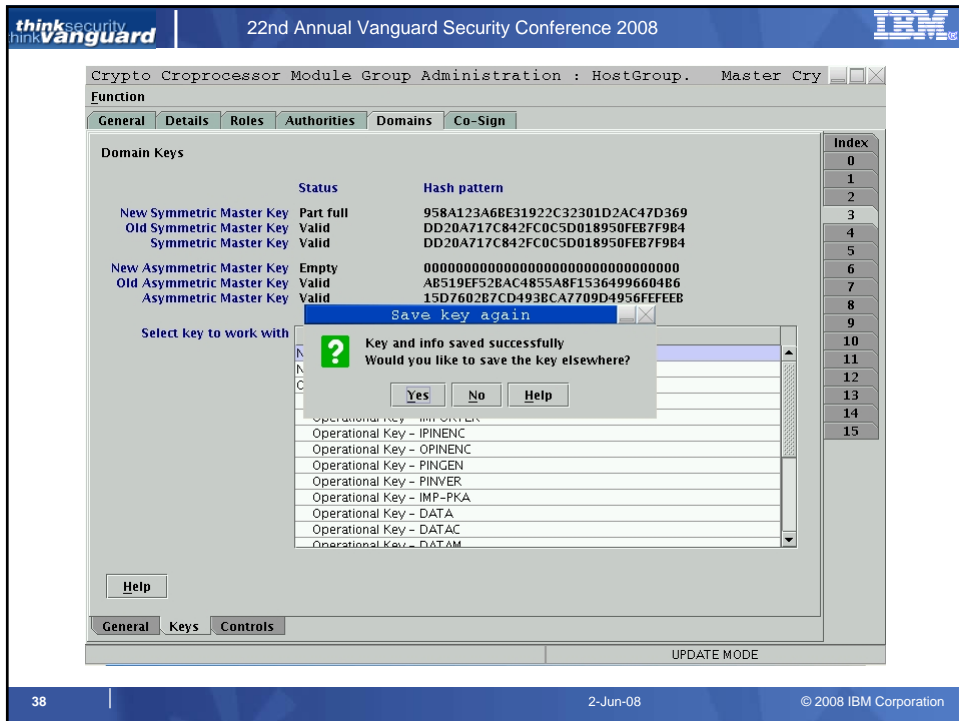 thinksecurity
thinkvanguard
22nd Annual Vanguard Security Conference 2008
IBM®
Crypto Croprocessor Module Group Administration : HostGroup. Master Cry
Function
General Details Roles Authorities Domains Co-Sign
Index
0
1
2
3
4
5
6
7
8
9
10
11
12
13
14
15
Domain Keys
Status Hash pattern
New Symmetric Master Key Part full 958A123A6BE31922C32301D2AC47D369
Old Symmetric Master Key Valid DD20A717C842FC0C5D018950FEB7F9B4
Symmetric Master Key Valid DD20A717C842FC0C5D018950FEB7F9B4
New Asymmetric Master Key Empty 00000000000000000000000000000000
Old Asymmetric Master Key Valid AB519EF52BAC4855A8F15364996604B6
Asymmetric Master Key Valid 15D7602B7CD493BCA7709D4956FEFEEB
Select key to work with
Save key again
Key and info saved successfully
Would you like to save the key elsewhere?
Yes No Help
Operational Key - IMPORTER
Operational Key - IPINENC
Operational Key - OPINENC
Operational Key - PINGEN
Operational Key - PINVER
Operational Key - IMP-PKA
Operational Key - DATA
Operational Key - DATAC
Operational Key - DATAM
Help
General Keys Controls
UPDATE MODE
38
2-Jun-08
© 2008 IBM Corporation